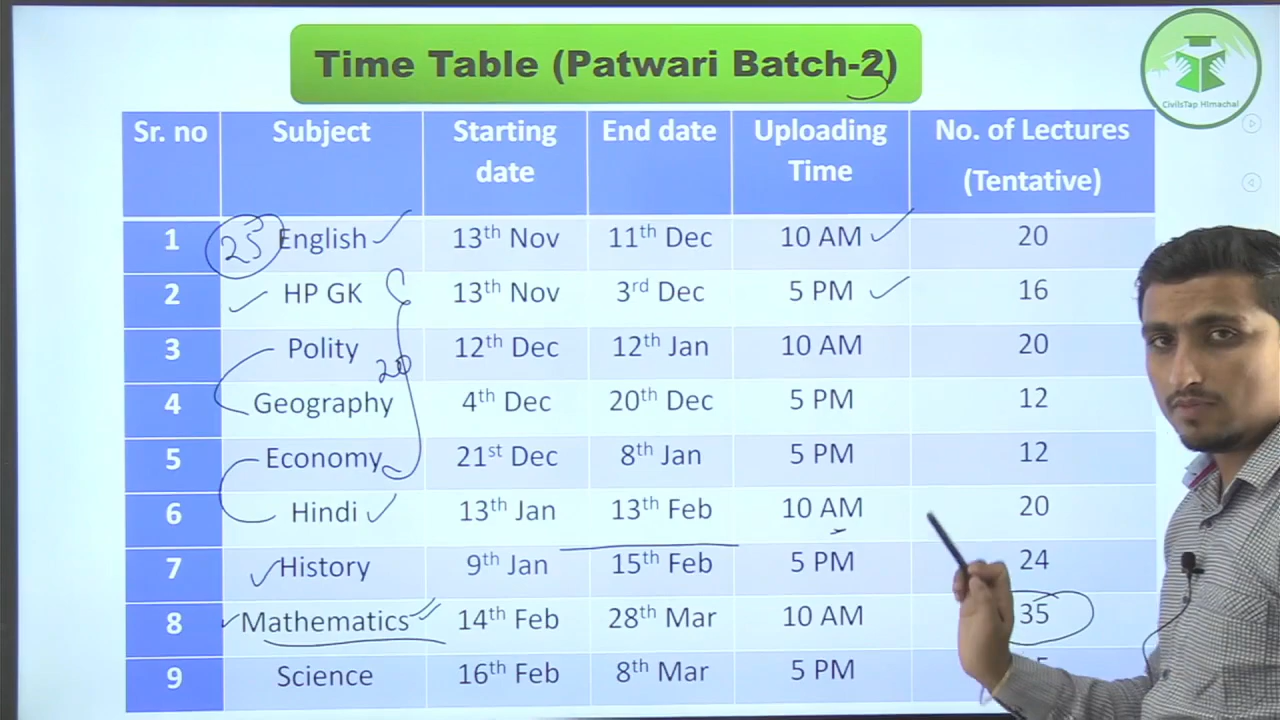 Time Table (Patwari Batch-2)
CivilsTap Himachal
Sr. no Subject Starting date End date Uploading Time No. of Lectures (Tentative)
1 25 English 13th Nov 11th Dec 10 AM 20
2 HP GK 13th Nov 3rd Dec 5 PM 16
3 Polity 12th Dec 12th Jan 10 AM 20
20
4 Geography 4th Dec 20th Dec 5 PM 12
5 Economy 21st Dec 8th Jan 5 PM 12
6 Hindi 13th Jan 13th Feb 10 AM 20
7 History 9th Jan 15th Feb 5 PM 24
8 Mathematics 14th Feb 28th Mar 10 AM 35
9 Science 16th Feb 8th Mar 5 PM